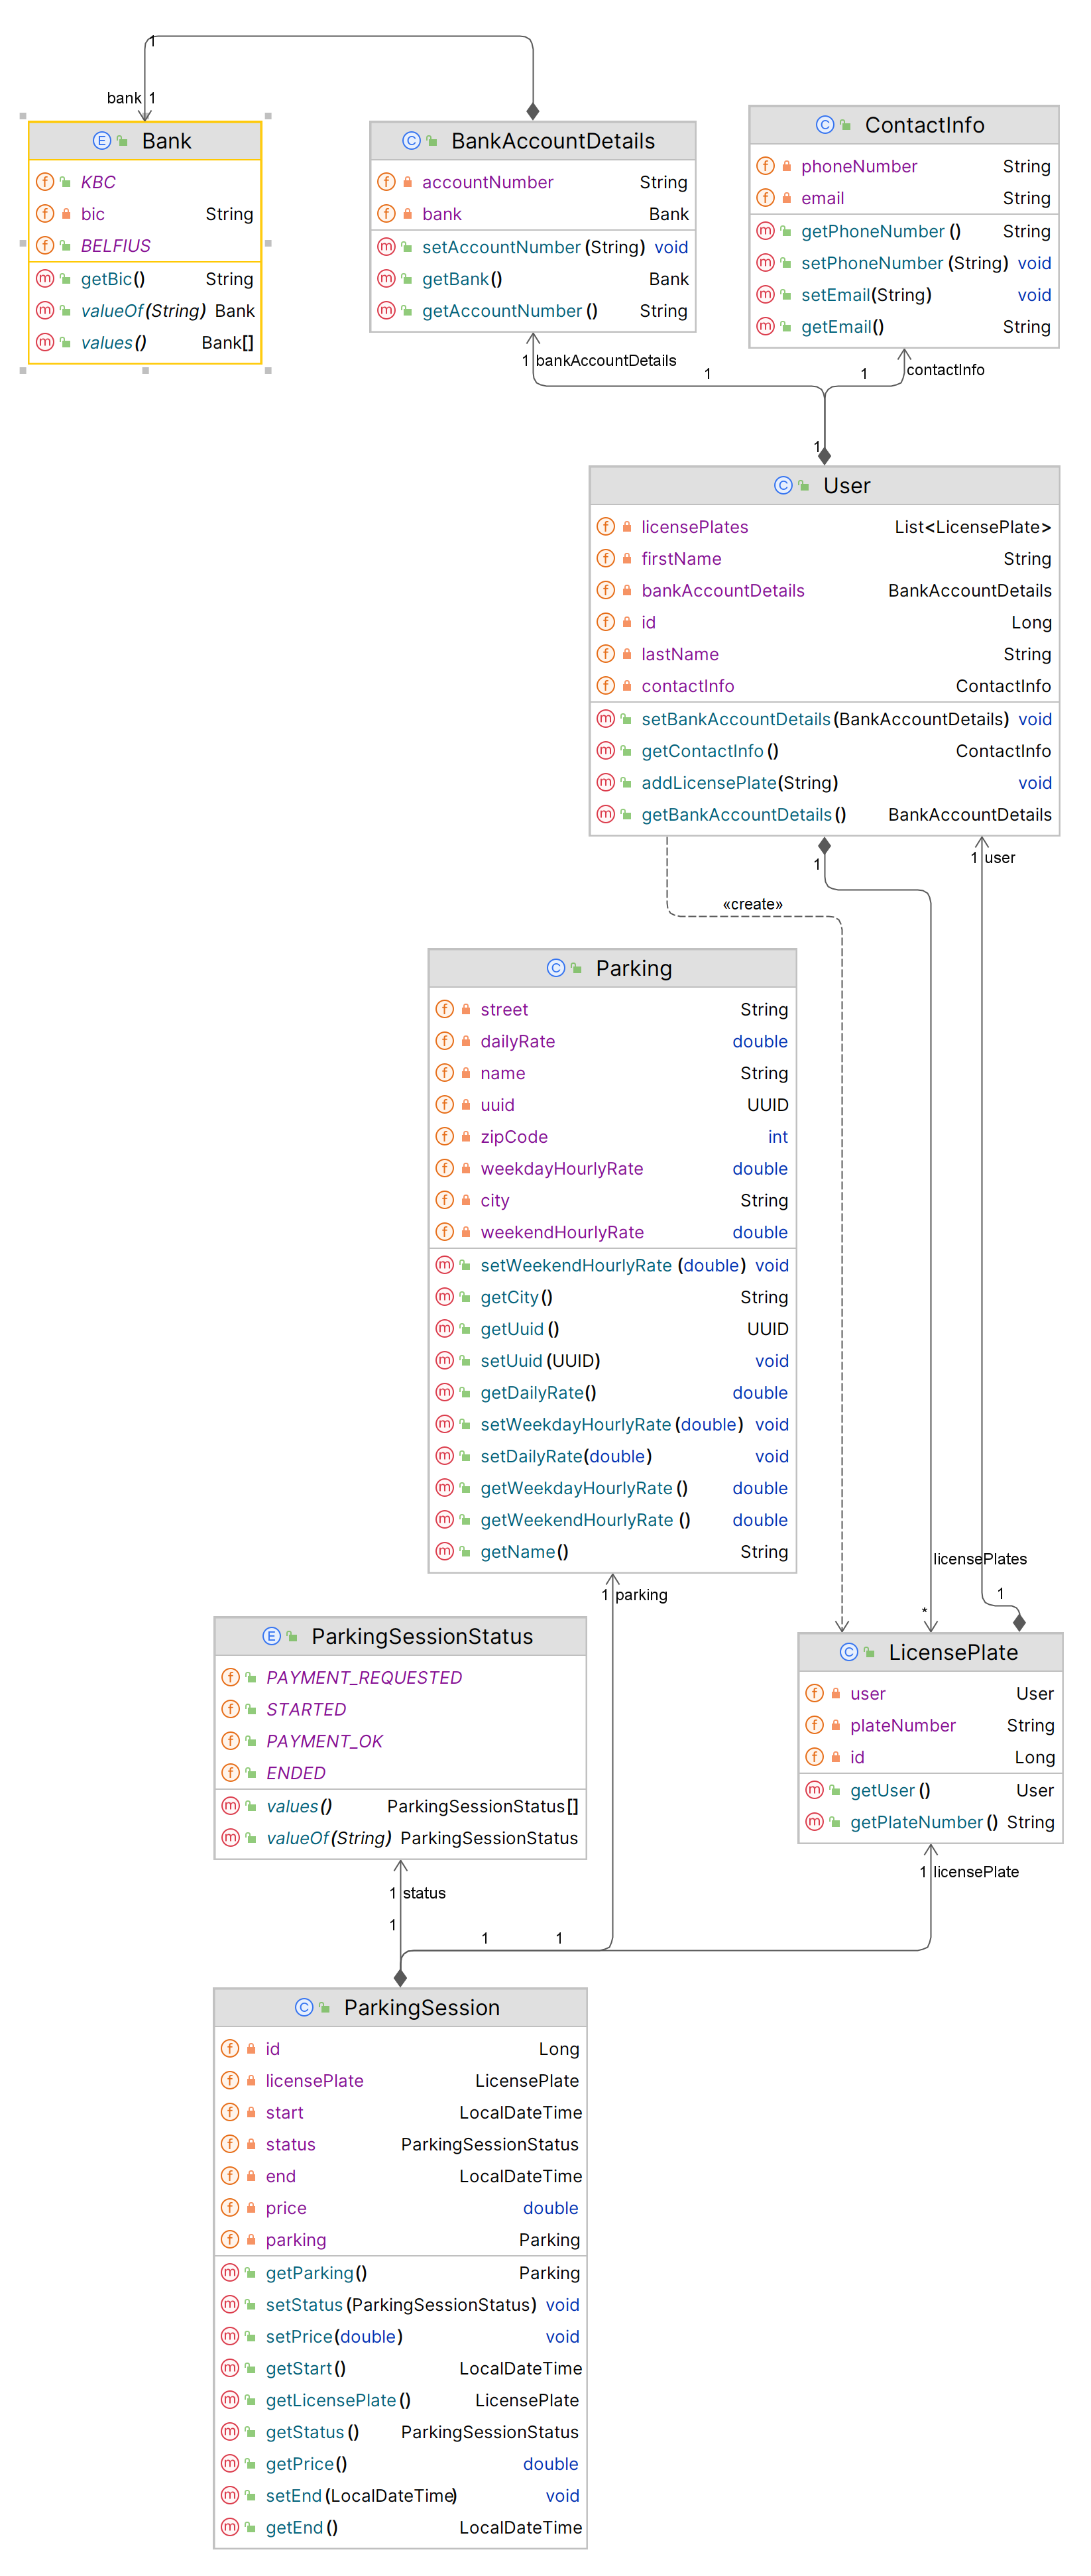 1
bank 1
Bank
KBC
bic String
BELFIUS
getBic() String
valueOf(String) Bank
values() Bank[]
BankAccountDetails
accountNumber String
bank Bank
setAccountNumber(String) void
getBank() Bank
getAccountNumber() String
ContactInfo
phoneNumber String
email String
getPhoneNumber() String
setPhoneNumber(String) void
setEmail(String) void
getEmail() String
1 bankAccountDetails
1
1
contactInfo
1
User
licensePlates List<LicensePlate>
firstName String
bankAccountDetails BankAccountDetails
id Long
lastName String
contactInfo ContactInfo
setBankAccountDetails(BankAccountDetails) void
getContactInfo() ContactInfo
addLicensePlate(String) void
getBankAccountDetails() BankAccountDetails
1
1 user
«create»
Parking
street String
dailyRate double
name String
uuid UUID
zipCode int
weekdayHourlyRate double
city String
weekendHourlyRate double
setWeekendHourlyRate(double) void
getCity() String
getUuid() UUID
setUuid(UUID) void
getDailyRate() double
setWeekdayHourlyRate(double) void
setDailyRate(double) void
getWeekdayHourlyRate() double
getWeekendHourlyRate() double
getName() String
licensePlates
1 parking
1
*
ParkingSessionStatus
PAYMENT_REQUESTED
STARTED
PAYMENT_OK
ENDED
values() ParkingSessionStatus[]
valueOf(String) ParkingSessionStatus
LicensePlate
user User
plateNumber String
id Long
getUser() User
getPlateNumber() String
1 status
1 licensePlate
1
1
1
ParkingSession
id Long
licensePlate LicensePlate
start LocalDateTime
status ParkingSessionStatus
end LocalDateTime
price double
parking Parking
getParking() Parking
setStatus(ParkingSessionStatus) void
setPrice(double) void
getStart() LocalDateTime
getLicensePlate() LicensePlate
getStatus() ParkingSessionStatus
getPrice() double
setEnd(LocalDateTime) void
getEnd() LocalDateTime